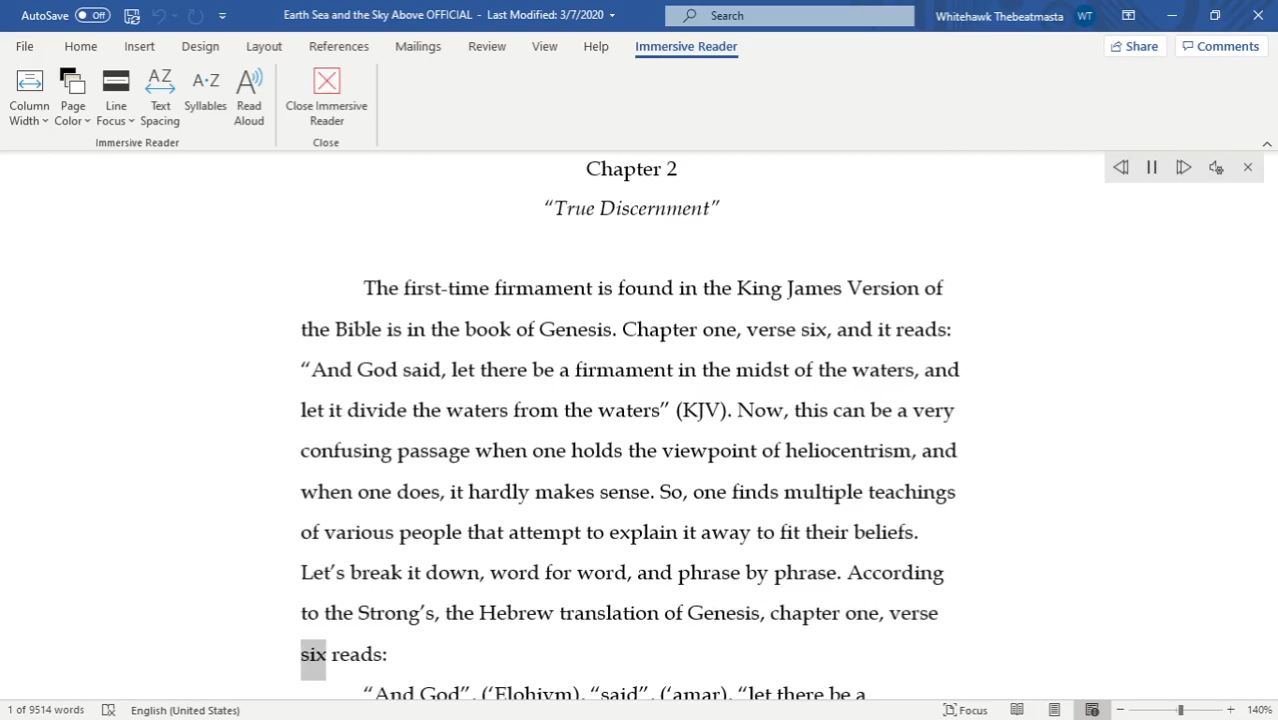 AutoSave Off Earth Sea and the Sky Above OFFICIAL - Last Modified: 3/7/2020 Search Whitehawk Thebeatmasta WT
File Home Insert Design Layout References Mailings Review View Help Immersive Reader Share Comments
Column Width Page Color Line Focus Text Spacing Syllables Read Aloud Close Immersive Reader
Immersive Reader Close
Chapter 2
“True Discernment”
The first-time firmament is found in the King James Version of
the Bible is in the book of Genesis. Chapter one, verse six, and it reads:
“And God said, let there be a firmament in the midst of the waters, and
let it divide the waters from the waters” (KJV). Now, this can be a very
confusing passage when one holds the viewpoint of heliocentrism, and
when one does, it hardly makes sense. So, one finds multiple teachings
of various people that attempt to explain it away to fit their beliefs.
Let’s break it down, word for word, and phrase by phrase. According
to the Strong’s, the Hebrew translation of Genesis, chapter one, verse
six reads:
“And God”, (‘Elohiym), “said”, (‘amar), “let there be a
1 of 9514 words English (United States) Focus 140%